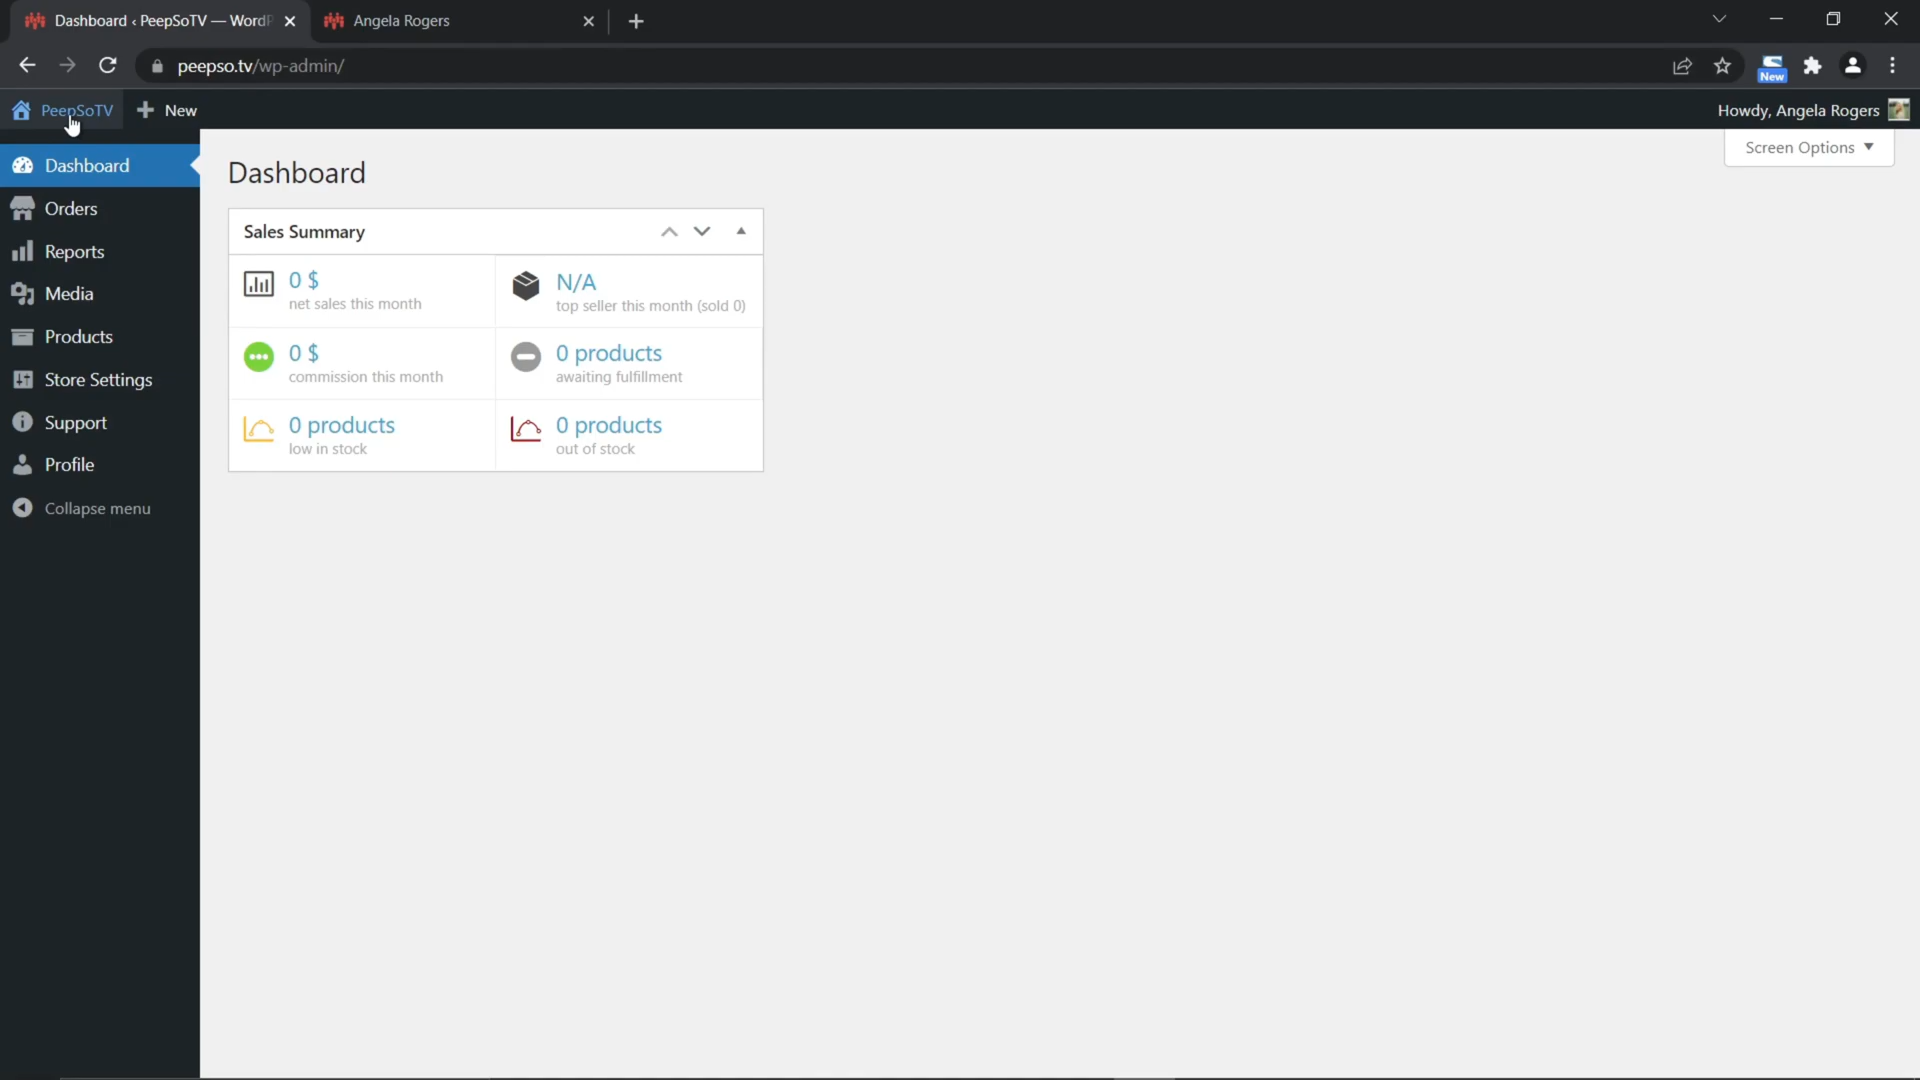 Dashboard ‹ PeepSoTV — WordP
Angela Rogers
peepso.tv/wp-admin/
New
PeepSoTV
New
Howdy, Angela Rogers
Screen Options
Dashboard
Orders
Reports
Media
Products
Store Settings
Support
Profile
Collapse menu
Dashboard
Sales Summary
0 $
net sales this month
N/A
top seller this month (sold 0)
0 $
commission this month
0 products
awaiting fulfillment
0 products
low in stock
0 products
out of stock